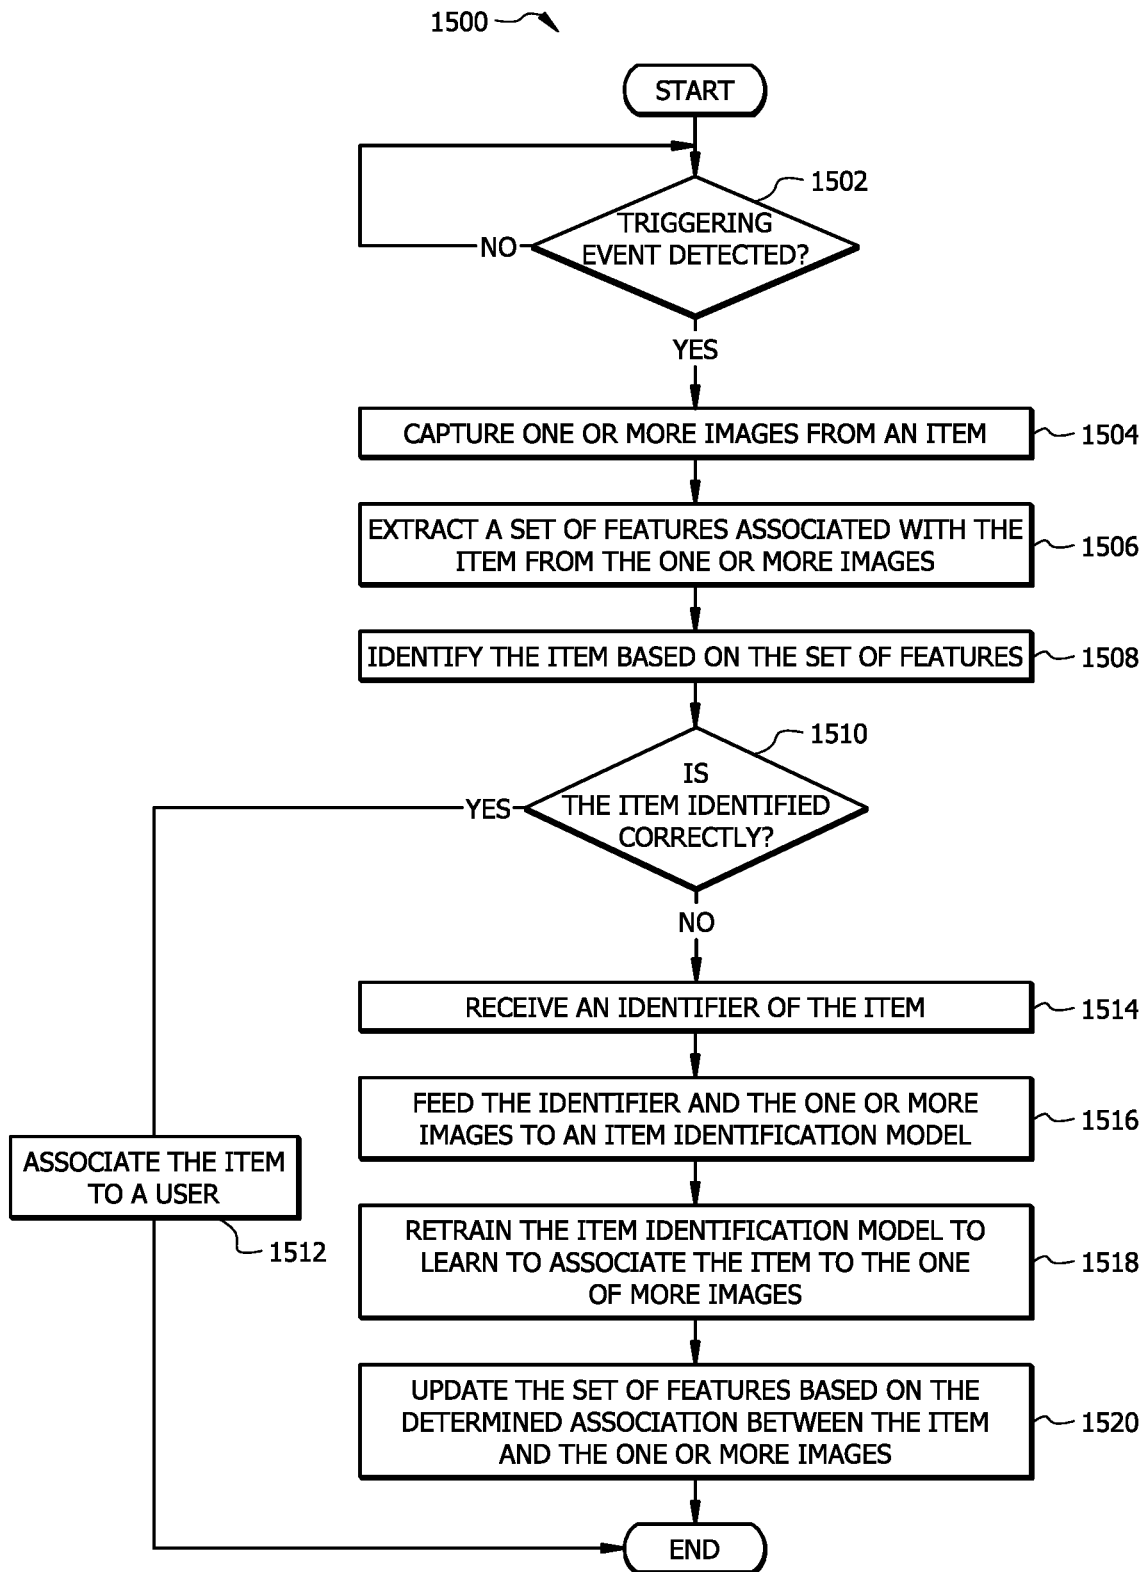 1500
START
1502
TRIGGERING
EVENT DETECTED?
NO
YES
CAPTURE ONE OR MORE IMAGES FROM AN ITEM
1504
EXTRACT A SET OF FEATURES ASSOCIATED WITH THE
ITEM FROM THE ONE OR MORE IMAGES
1506
IDENTIFY THE ITEM BASED ON THE SET OF FEATURES
1508
1510
IS
THE ITEM IDENTIFIED
CORRECTLY?
YES
NO
RECEIVE AN IDENTIFIER OF THE ITEM
1514
FEED THE IDENTIFIER AND THE ONE OR MORE
IMAGES TO AN ITEM IDENTIFICATION MODEL
1516
ASSOCIATE THE ITEM
TO A USER
1512
RETRAIN THE ITEM IDENTIFICATION MODEL TO
LEARN TO ASSOCIATE THE ITEM TO THE ONE
OF MORE IMAGES
1518
UPDATE THE SET OF FEATURES BASED ON THE
DETERMINED ASSOCIATION BETWEEN THE ITEM
AND THE ONE OR MORE IMAGES
1520
END